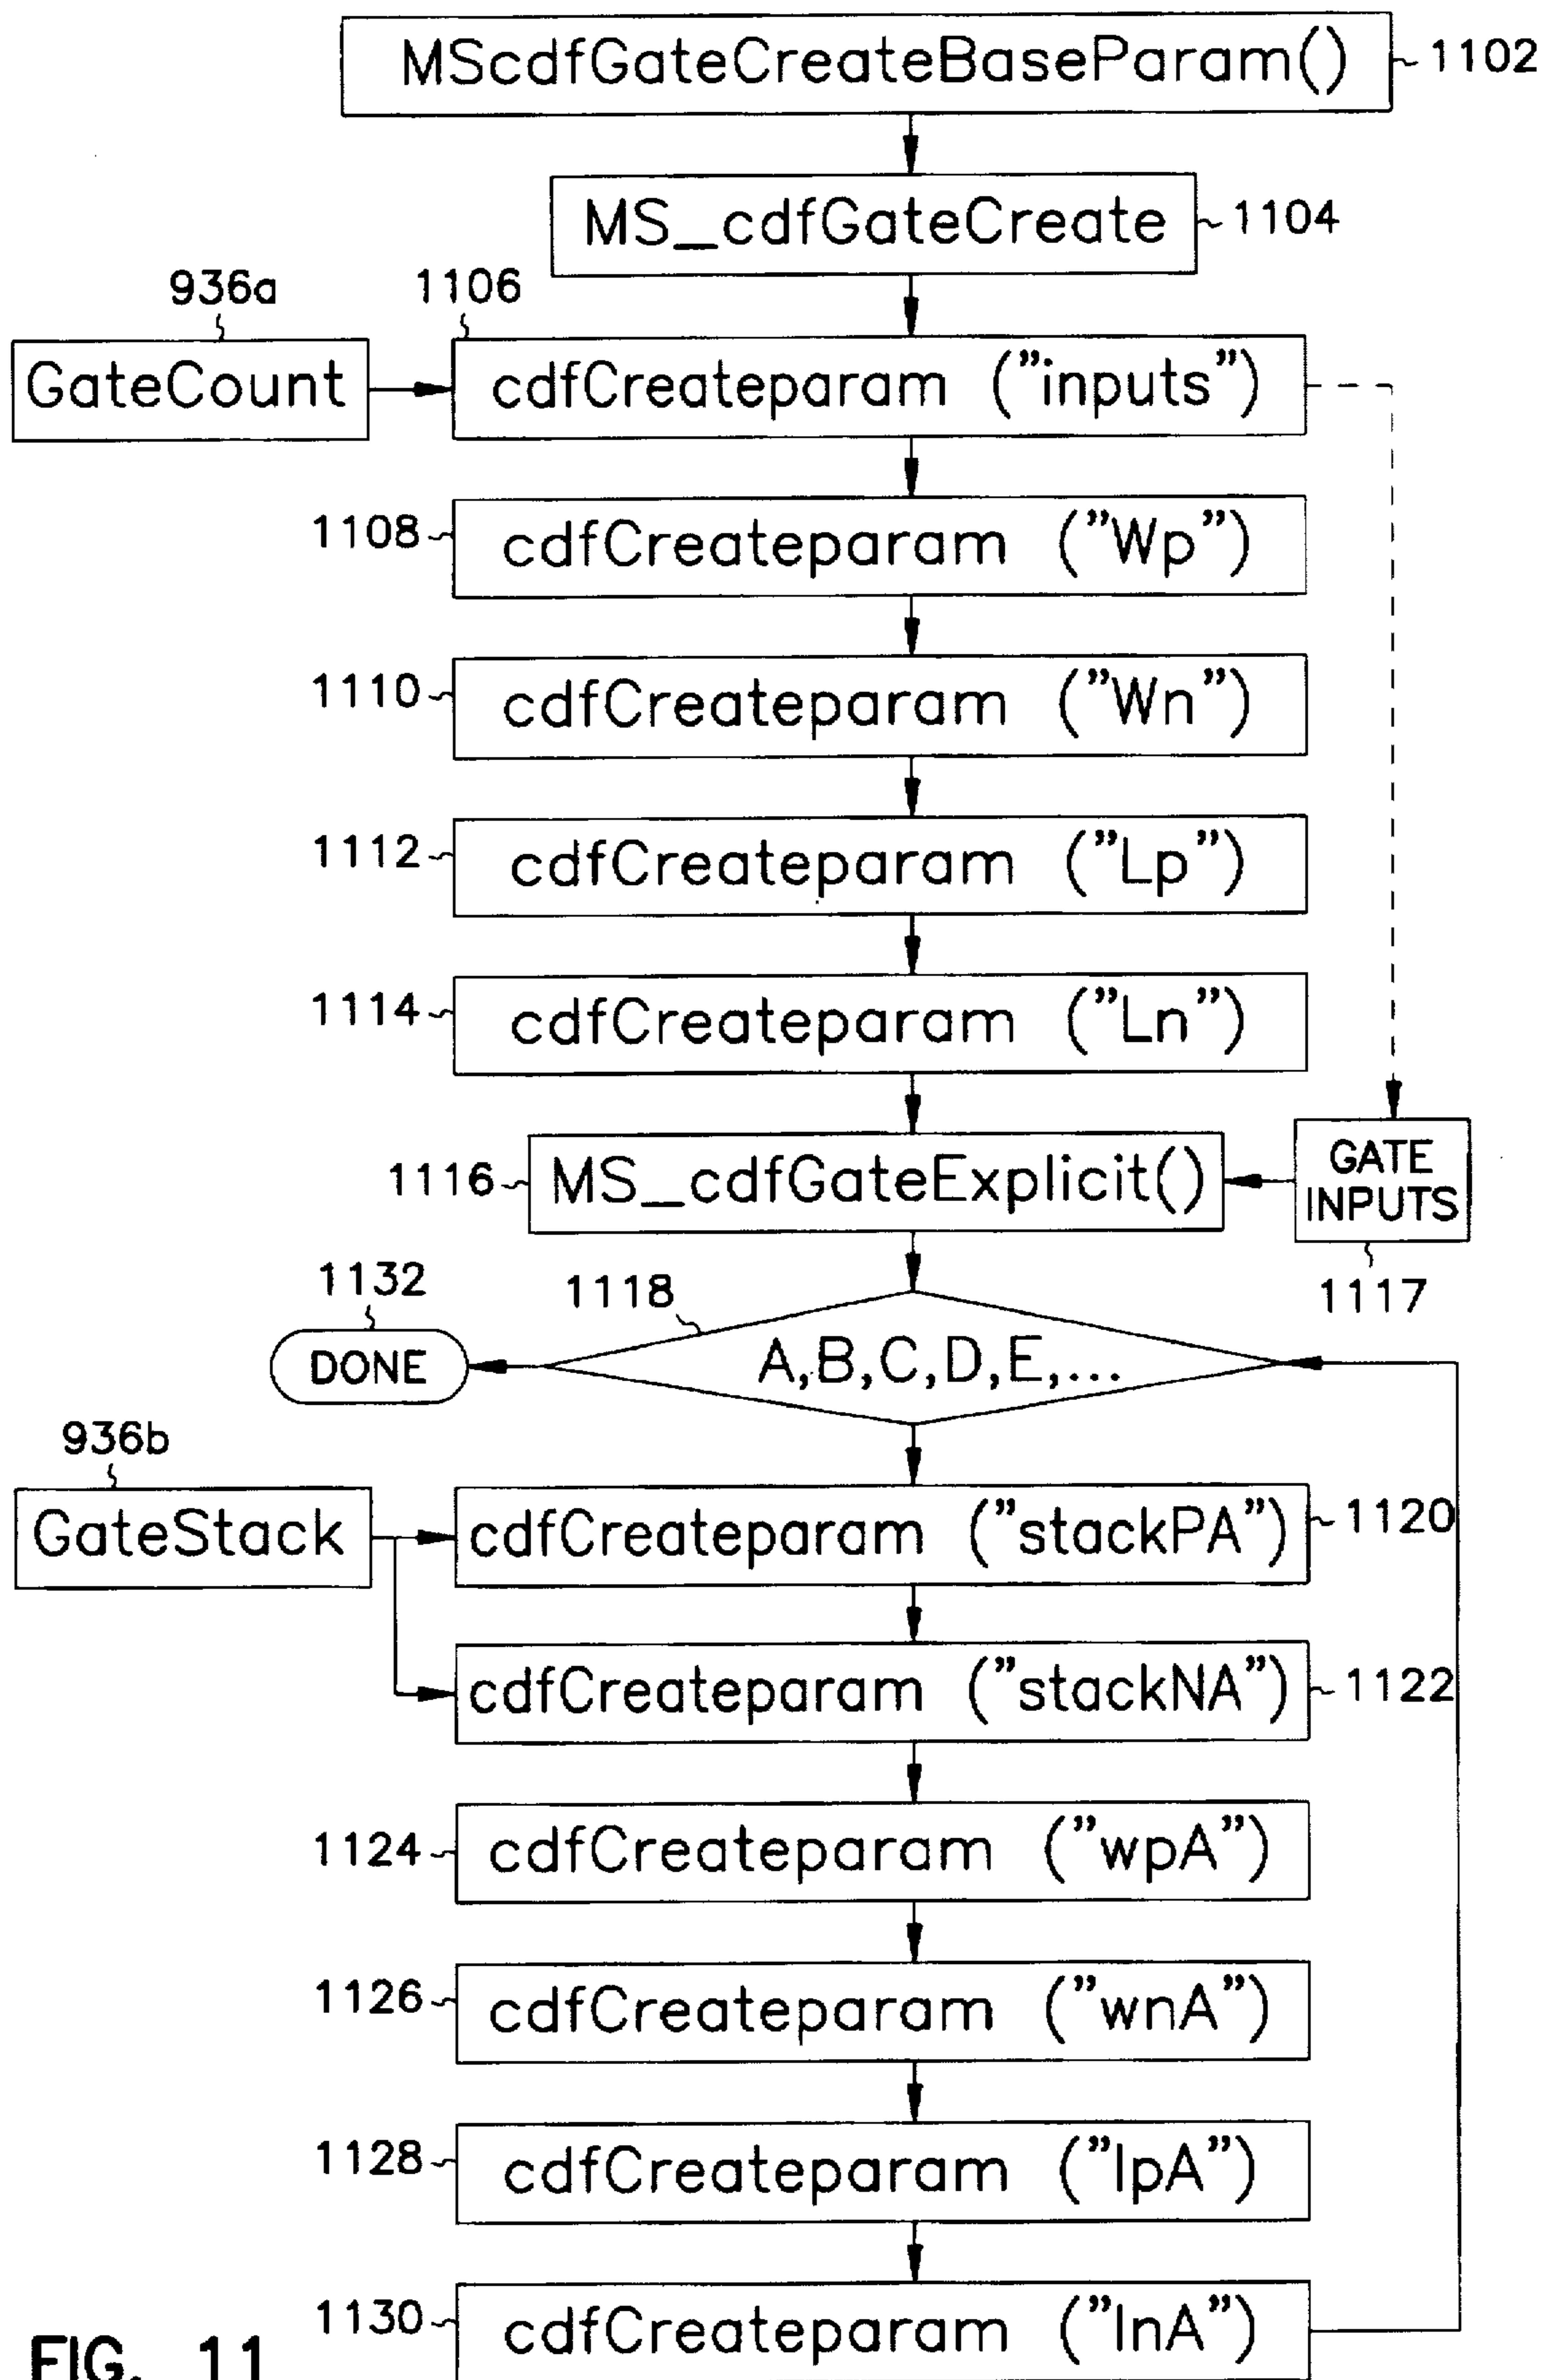 MScdfGateCreateBaseParam()
1102
MS_cdfGateCreate
1104
936a
1106
GateCount
cdfCreateparam ("inputs")
1108
cdfCreateparam ("Wp")
1110
cdfCreateparam ("Wn")
1112
cdfCreateparam ("Lp")
1114
cdfCreateparam ("Ln")
1116
MS_cdfGateExplicit()
GATE
INPUTS
1117
1132
1118
DONE
A,B,C,D,E,...
936b
GateStack
cdfCreateparam ("stackPA")
1120
cdfCreateparam ("stackNA")
1122
1124
cdfCreateparam ("wpA")
1126
cdfCreateparam ("wnA")
1128
cdfCreateparam ("lpA")
1130
cdfCreateparam ("lnA")
FIG. 11